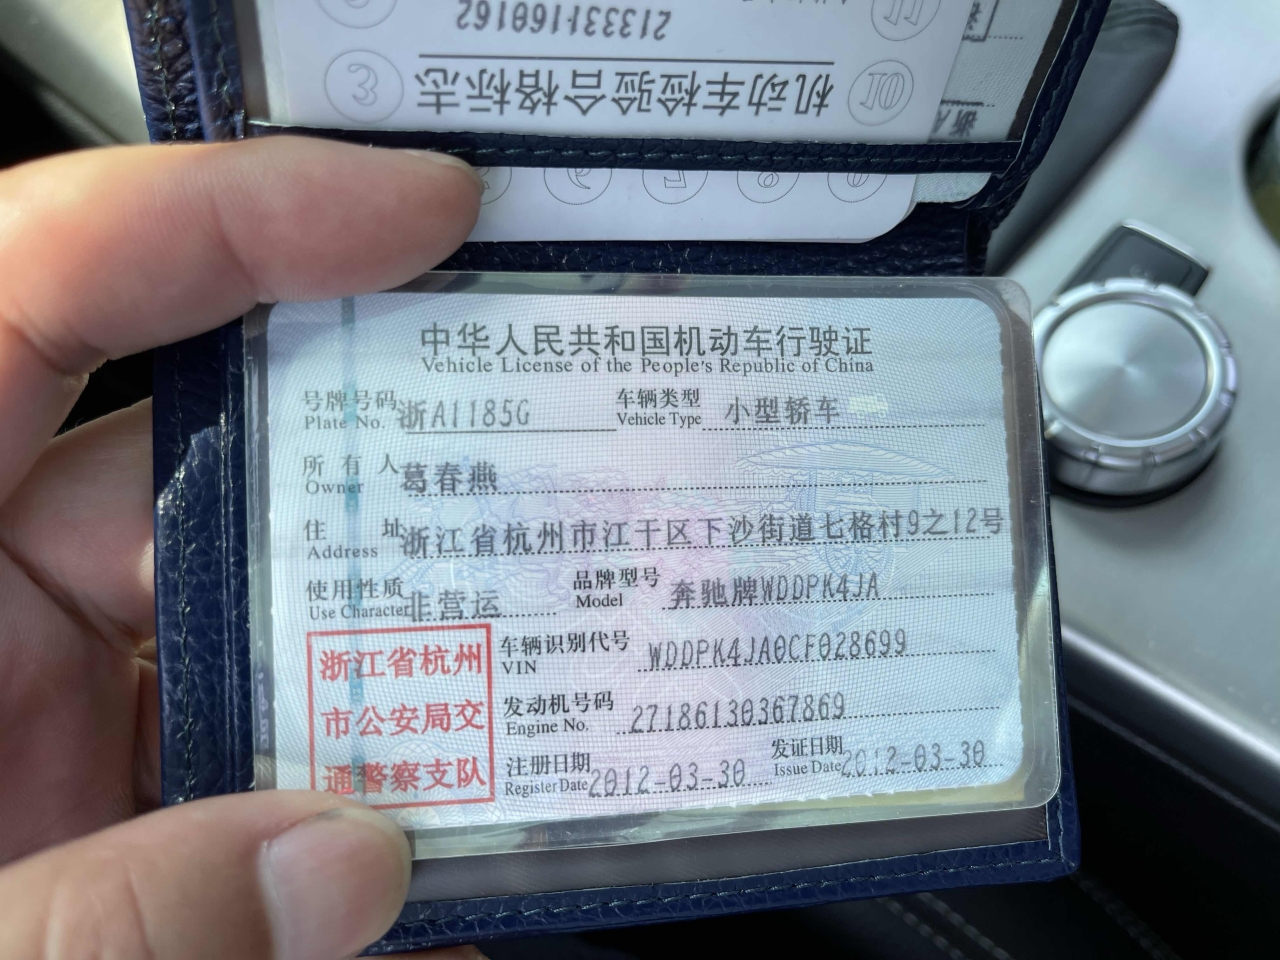 213331160162
机动车检验合格标志
3
10
11
5
8
中华人民共和国机动车行驶证
Vehicle License of the People's Republic of China
号牌号码 浙A1185G 车辆类型 小型轿车
Plate No. Vehicle Type
所有人 葛春燕
Owner
住址 浙江省杭州市江干区下沙街道七格村9之12号
Address
使用性质 非营运 品牌型号 奔驰牌WDDPK4JA
Use Character Model
浙江省杭州
市公安局交
通警察支队
车辆识别代号 WDDPK4JA0CF028699
VIN
发动机号码 27186130367869
Engine No.
注册日期 2012-03-30 发证日期 2012-03-30
Register Date Issue Date